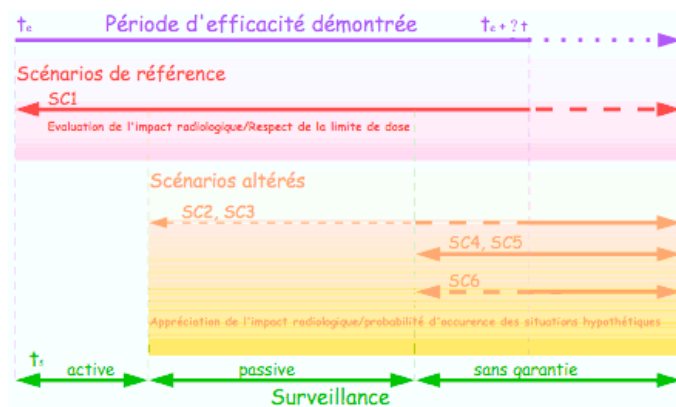 tₑ Période d'efficacité démontrée tₑ + ? t
Scénarios de référence
SC1
Evaluation de l'impact radiologique/Respect de la limite de dose
Scénarios altérés
SC2, SC3
SC4, SC5
SC6
Appréciation de l'impact radiologique/probabilité d'occurence des situations hypothétiques
active passive sans garantie
Surveillance